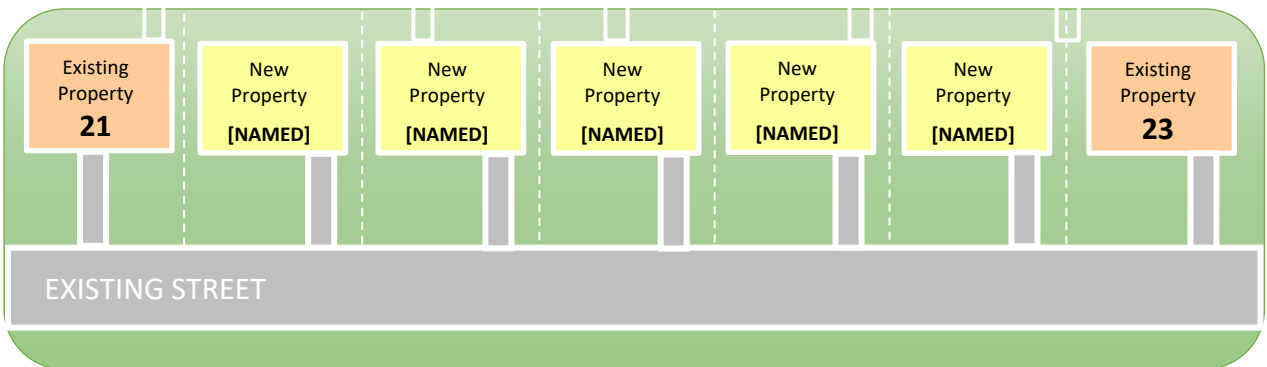 Existing
Property
21
New
Property
[NAMED]
New
Property
[NAMED]
New
Property
[NAMED]
New
Property
[NAMED]
New
Property
[NAMED]
Existing
Property
23
EXISTING STREET